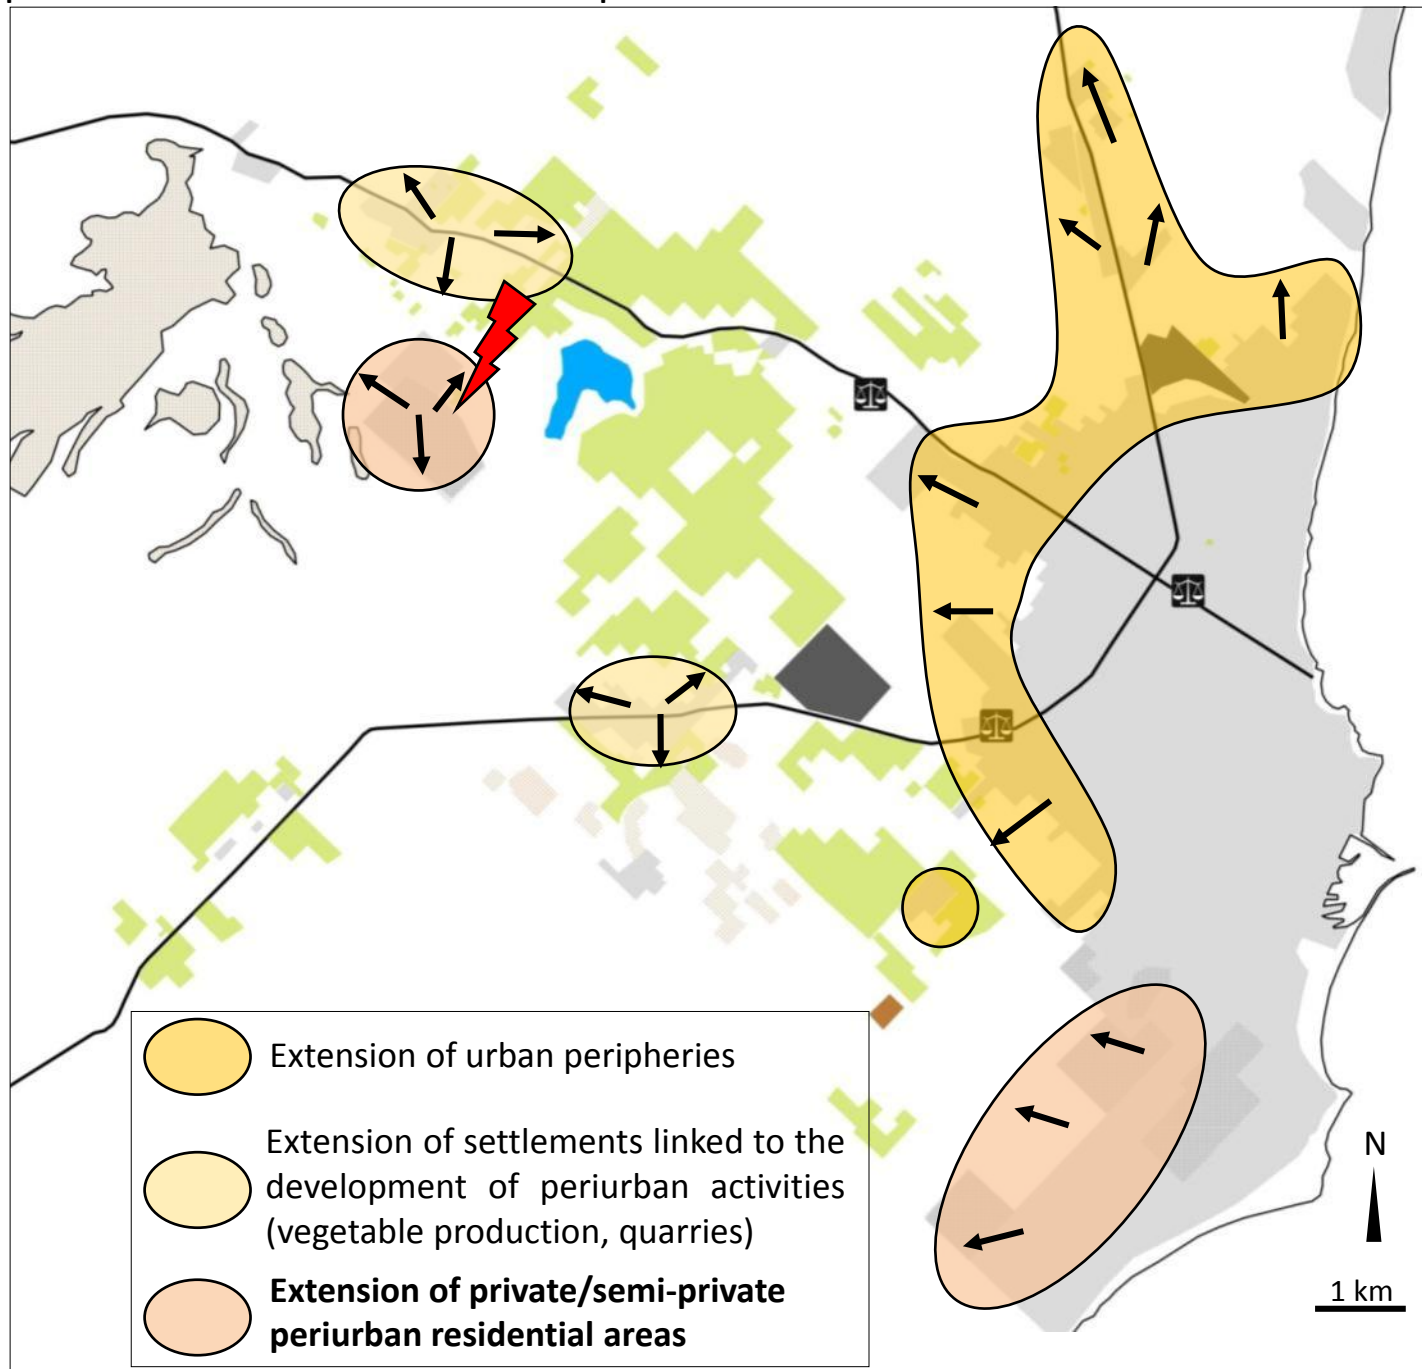 Extension of urban peripheries
Extension of settlements linked to the
development of periurban activities
(vegetable production, quarries)
Extension of private/semi-private
periurban residential areas
N
1 km